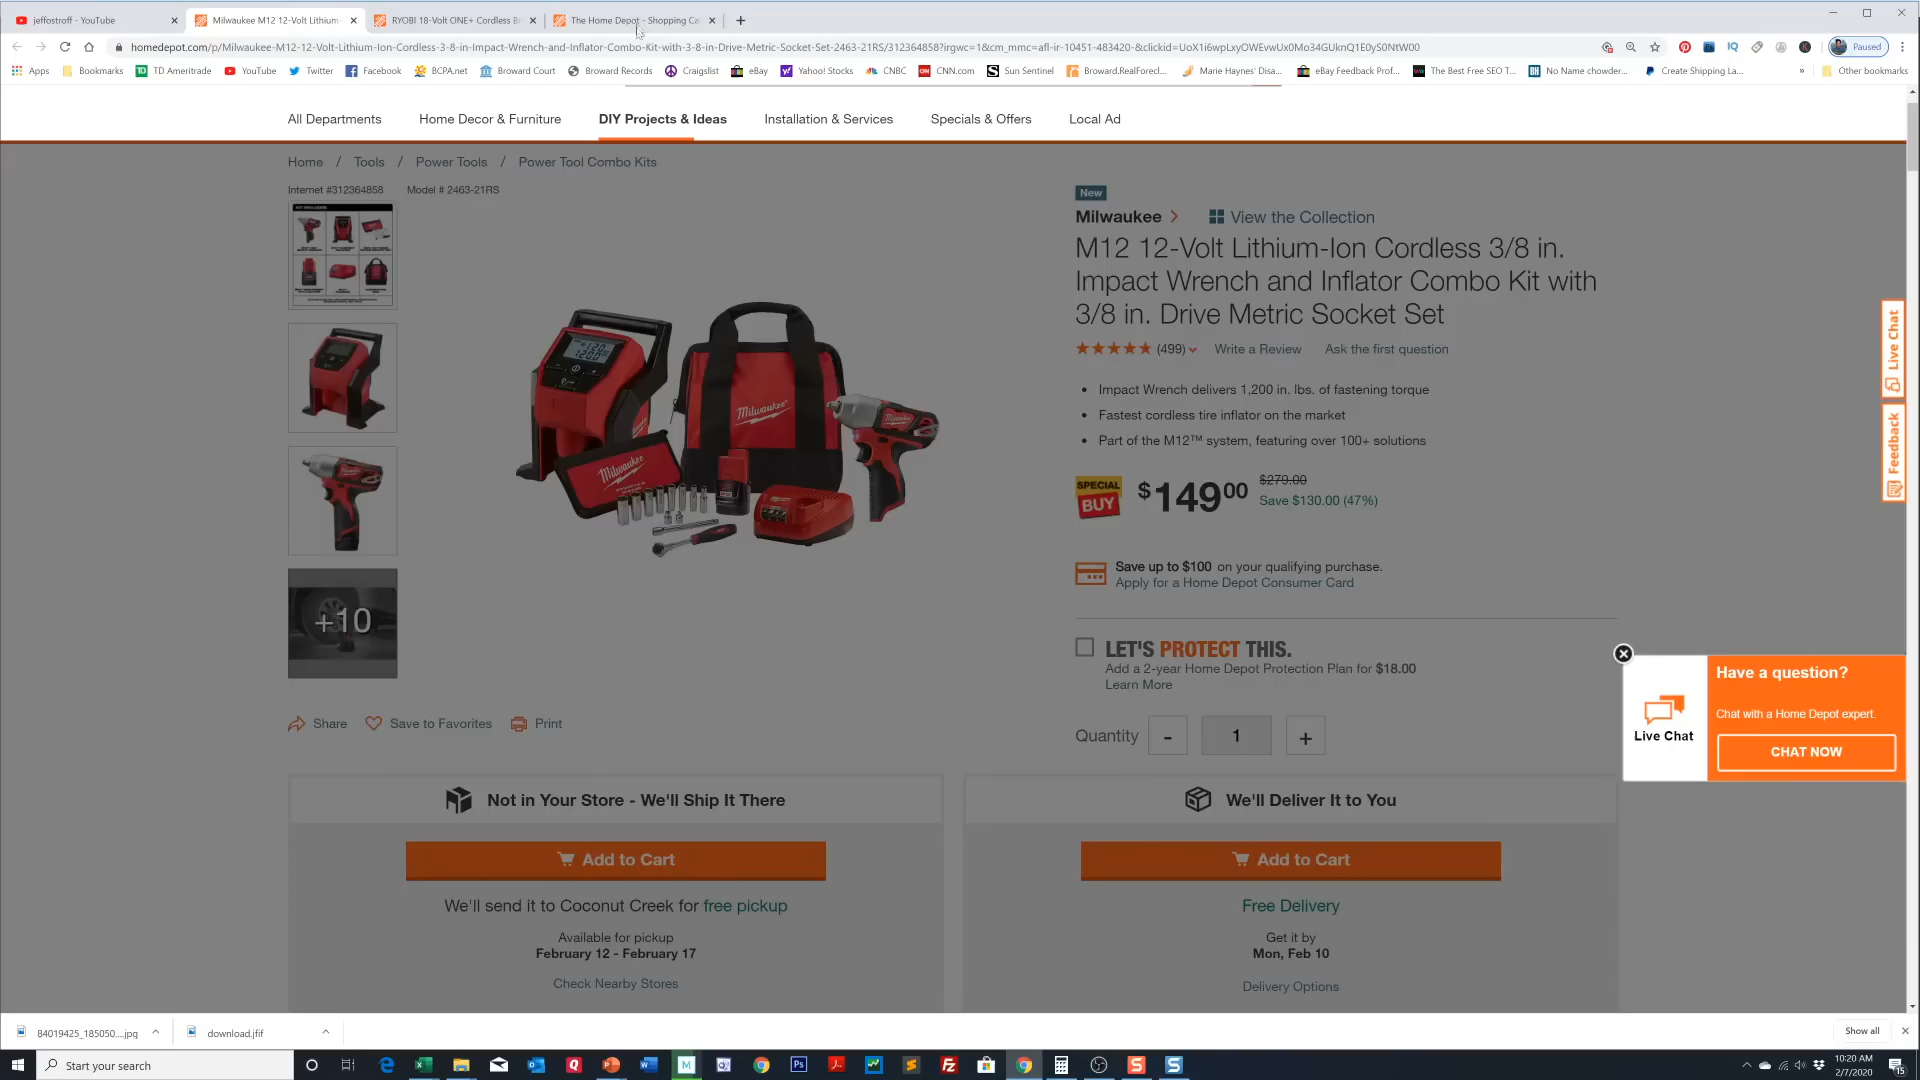 jeffostroff - YouTube
Milwaukee M12 12-Volt Lithium-
RYOBI 18-Volt ONE+ Cordless B
The Home Depot - Shopping Ca
homedepot.com/p/Milwaukee-M12-12-Volt-Lithium-Ion-Cordless-3-8-in-Impact-Wrench-and-Inflator-Combo-Kit-with-3-8-in-Drive-Metric-Socket-Set-2463-21RS/312364858?irgwc=1&cm_mmc=afl-ir-10451-483420-&clickid=UoX1i6wpLxyOWEvwUx0Mo34GUknQ1E0yS0NtW00
Paused
Apps
Bookmarks
TD Ameritrade
YouTube
Twitter
Facebook
BCPA.net
Broward Court
Broward Records
Craigslist
eBay
Yahoo! Stocks
CNBC
CNN.com
Sun Sentinel
Broward.RealForecl...
Marie Haynes' Disa...
eBay Feedback Prof...
The Best Free SEO T...
No Name chowder...
Create Shipping La...
Other bookmarks
All Departments
Home Decor & Furniture
DIY Projects & Ideas
Installation & Services
Specials & Offers
Local Ad
Home / Tools / Power Tools / Power Tool Combo Kits
Internet #312364858 Model # 2463-21RS
New
Milwaukee
View the Collection
M12 12-Volt Lithium-Ion Cordless 3/8 in.
Impact Wrench and Inflator Combo Kit with
3/8 in. Drive Metric Socket Set
(499)
Write a Review
Ask the first question
• Impact Wrench delivers 1,200 in. lbs. of fastening torque
• Fastest cordless tire inflator on the market
• Part of the M12™ system, featuring over 100+ solutions
SPECIAL
BUY
$149.00
$279.00
Save $130.00 (47%)
Save up to $100 on your qualifying purchase.
Apply for a Home Depot Consumer Card
LET'S PROTECT THIS.
Add a 2-year Home Depot Protection Plan for $18.00
Learn More
Milwaukee
Milwaukee
+10
Share
Save to Favorites
Print
Quantity
-
1
+
Not in Your Store - We'll Ship It There
Add to Cart
We'll send it to Coconut Creek for free pickup
Available for pickup
February 12 - February 17
Check Nearby Stores
We'll Deliver It to You
Add to Cart
Free Delivery
Get it by
Mon, Feb 10
Delivery Options
Live Chat
Feedback
Have a question?
Chat with a Home Depot expert.
Live Chat
CHAT NOW
84019425_185050....jpg
download.jfif
Show all
Start your search
10:20 AM
2/7/2020
15